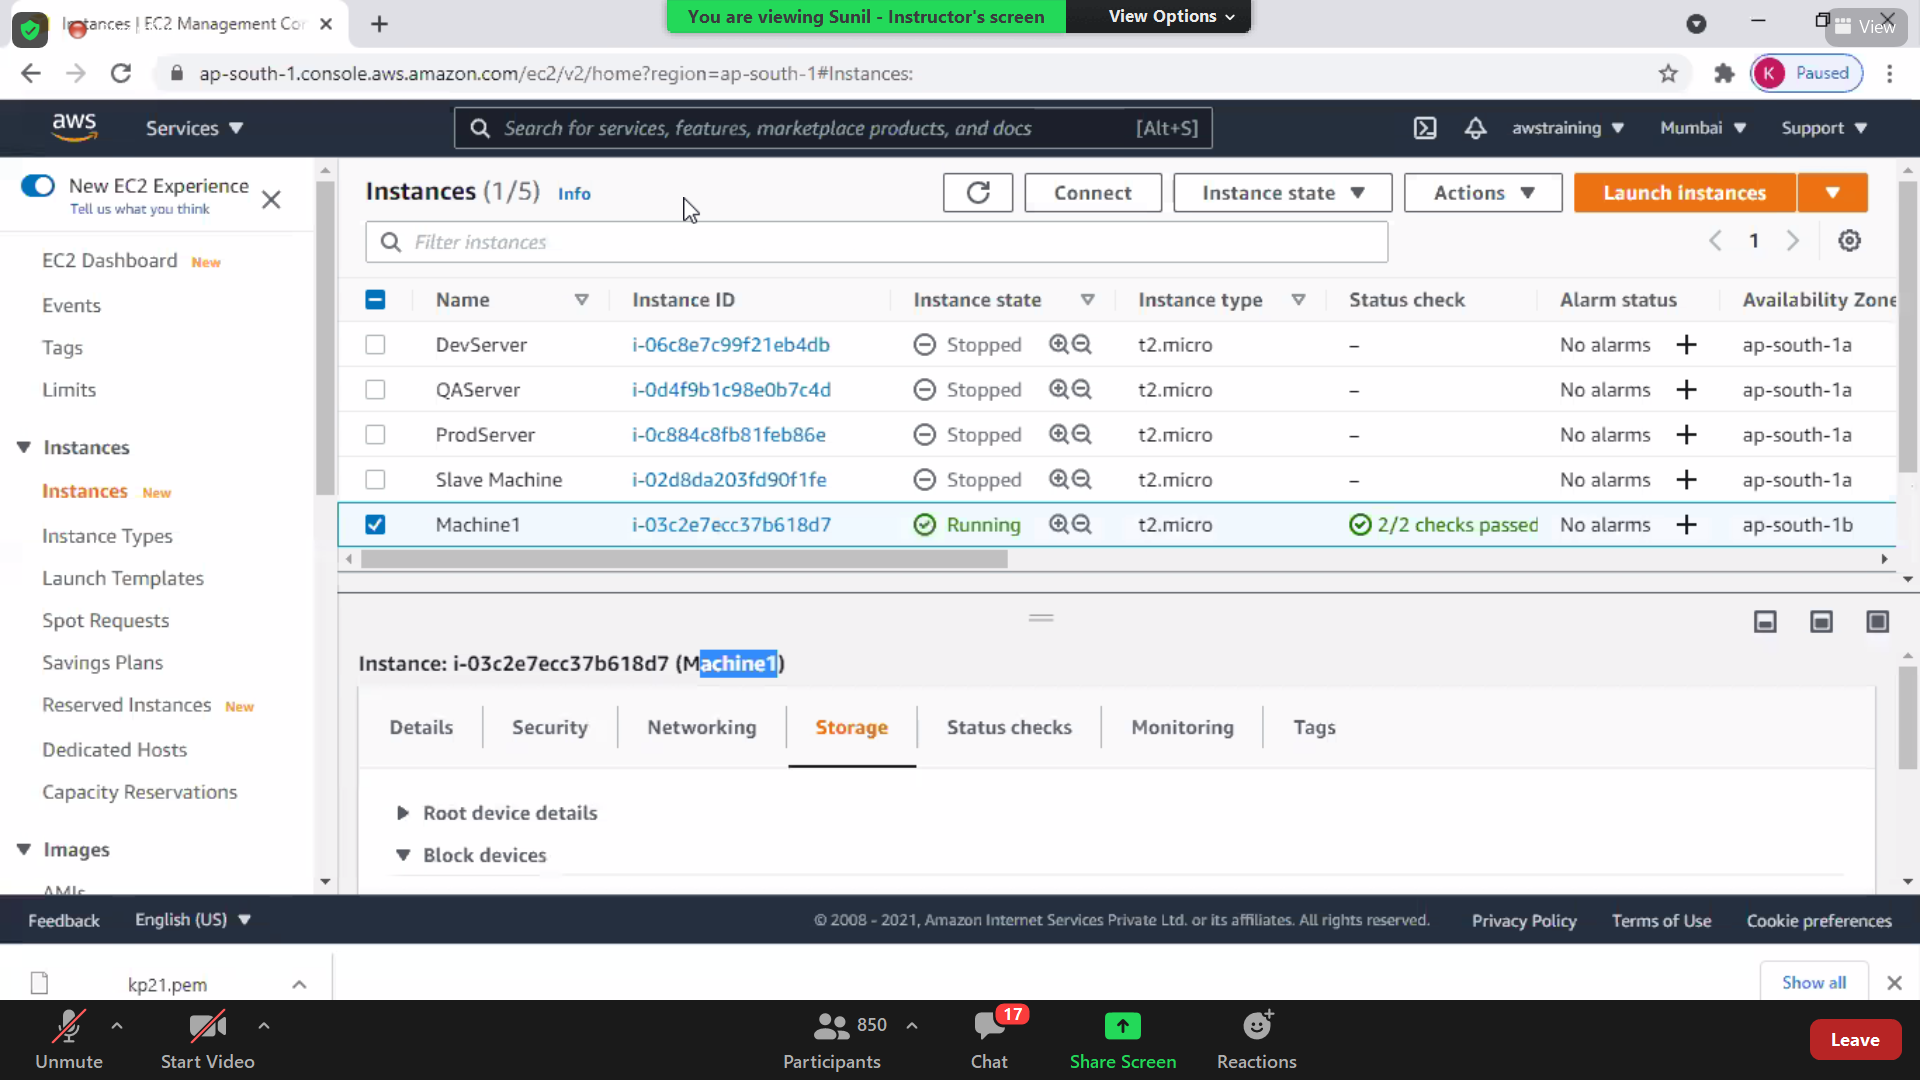 Instances | EC2 Management Con
You are viewing Sunil - Instructor's screen
View Options
View
ap-south-1.console.aws.amazon.com/ec2/v2/home?region=ap-south-1#Instances:
K Paused
aws Services Search for services, features, marketplace products, and docs [Alt+S] awstraining Mumbai Support
New EC2 Experience
Tell us what you think
EC2 Dashboard New
Events
Tags
Limits
Instances
Instances New
Instance Types
Launch Templates
Spot Requests
Savings Plans
Reserved Instances New
Dedicated Hosts
Capacity Reservations
Images
AMIs
Instances (1/5) Info
Connect Instance state Actions Launch instances
Filter instances
1
Name Instance ID Instance state Instance type Status check Alarm status Availability Zone
DevServer i-06c8e7c99f21eb4db Stopped t2.micro – No alarms + ap-south-1a
QAServer i-0d4f9b1c98e0b7c4d Stopped t2.micro – No alarms + ap-south-1a
ProdServer i-0c884c8fb81feb86e Stopped t2.micro – No alarms + ap-south-1a
Slave Machine i-02d8da203fd90f1fe Stopped t2.micro – No alarms + ap-south-1a
Machine1 i-03c2e7ecc37b618d7 Running t2.micro 2/2 checks passed No alarms + ap-south-1b
Instance: i-03c2e7ecc37b618d7 (Machine1)
Details Security Networking Storage Status checks Monitoring Tags
Root device details
Block devices
Feedback English (US) © 2008 - 2021, Amazon Internet Services Private Ltd. or its affiliates. All rights reserved. Privacy Policy Terms of Use Cookie preferences
kp21.pem
Show all
850
17
Unmute Start Video Participants Chat Share Screen Reactions
Leave